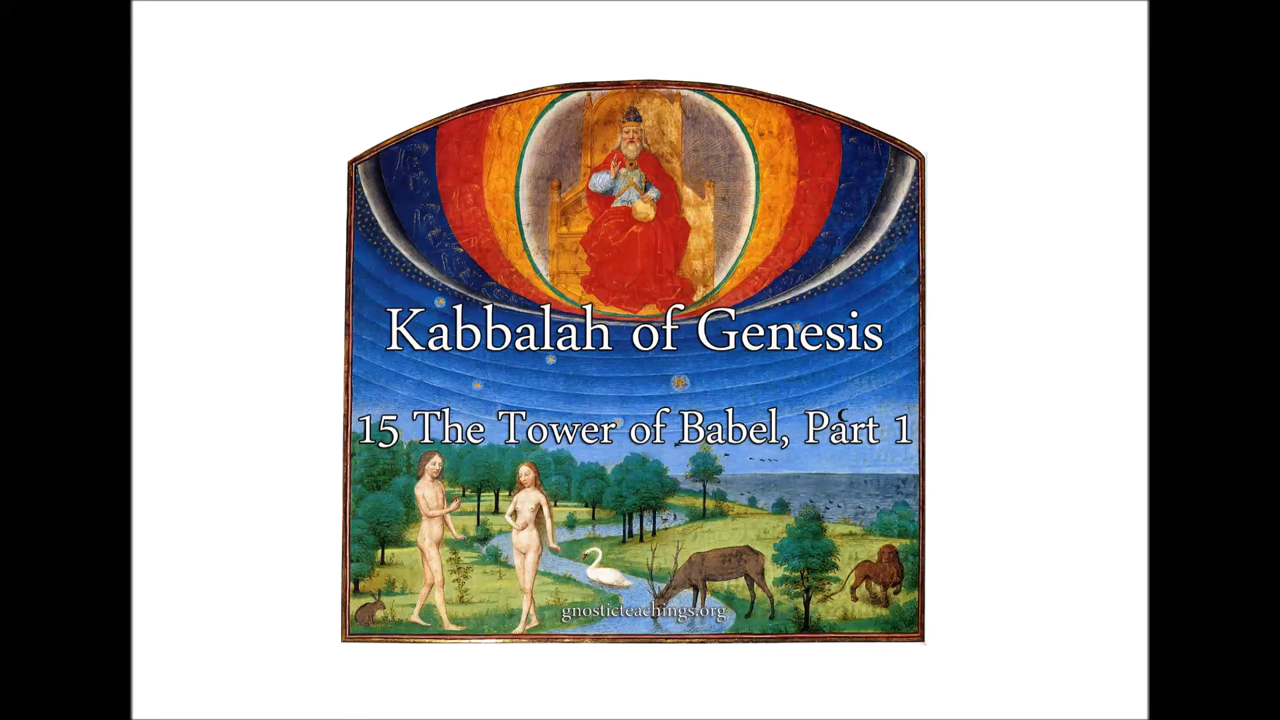 Kabbalah of Genesis
15 The Tower of Babel, Part 1
gnosticteachings.org